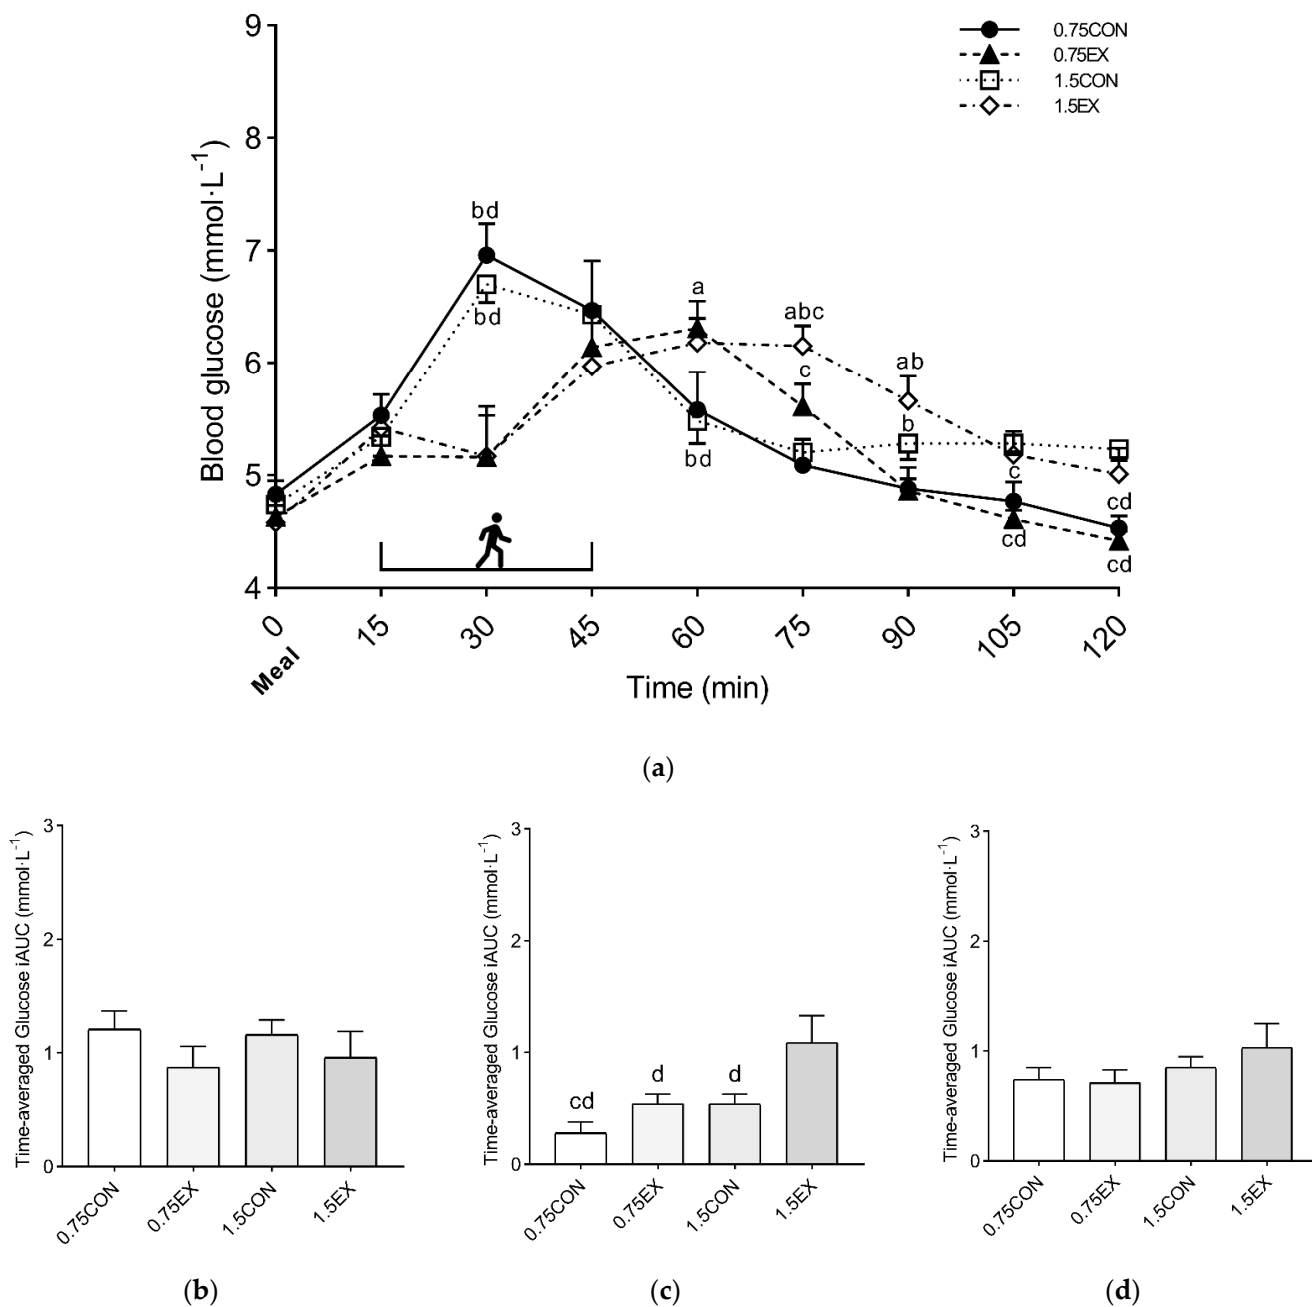 0.75CON
0.75EX
1.5CON
1.5EX
Blood glucose (mmol·L⁻¹)
9
8
7
6
5
4
bd
bd
a
bd
abc
c
ab
b
c
cd
cd
cd
0
15
30
45
60
75
90
105
120
Meal
Time (min)
(a)
Time-averaged Glucose iAUC (mmol·L⁻¹)
3
2
1
0
0.75CON
0.75EX
1.5CON
1.5EX
(b)
Time-averaged Glucose iAUC (mmol·L⁻¹)
3
2
1
0
cd
d
d
0.75CON
0.75EX
1.5CON
1.5EX
(c)
Time-averaged Glucose iAUC (mmol·L⁻¹)
3
2
1
0
0.75CON
0.75EX
1.5CON
1.5EX
(d)